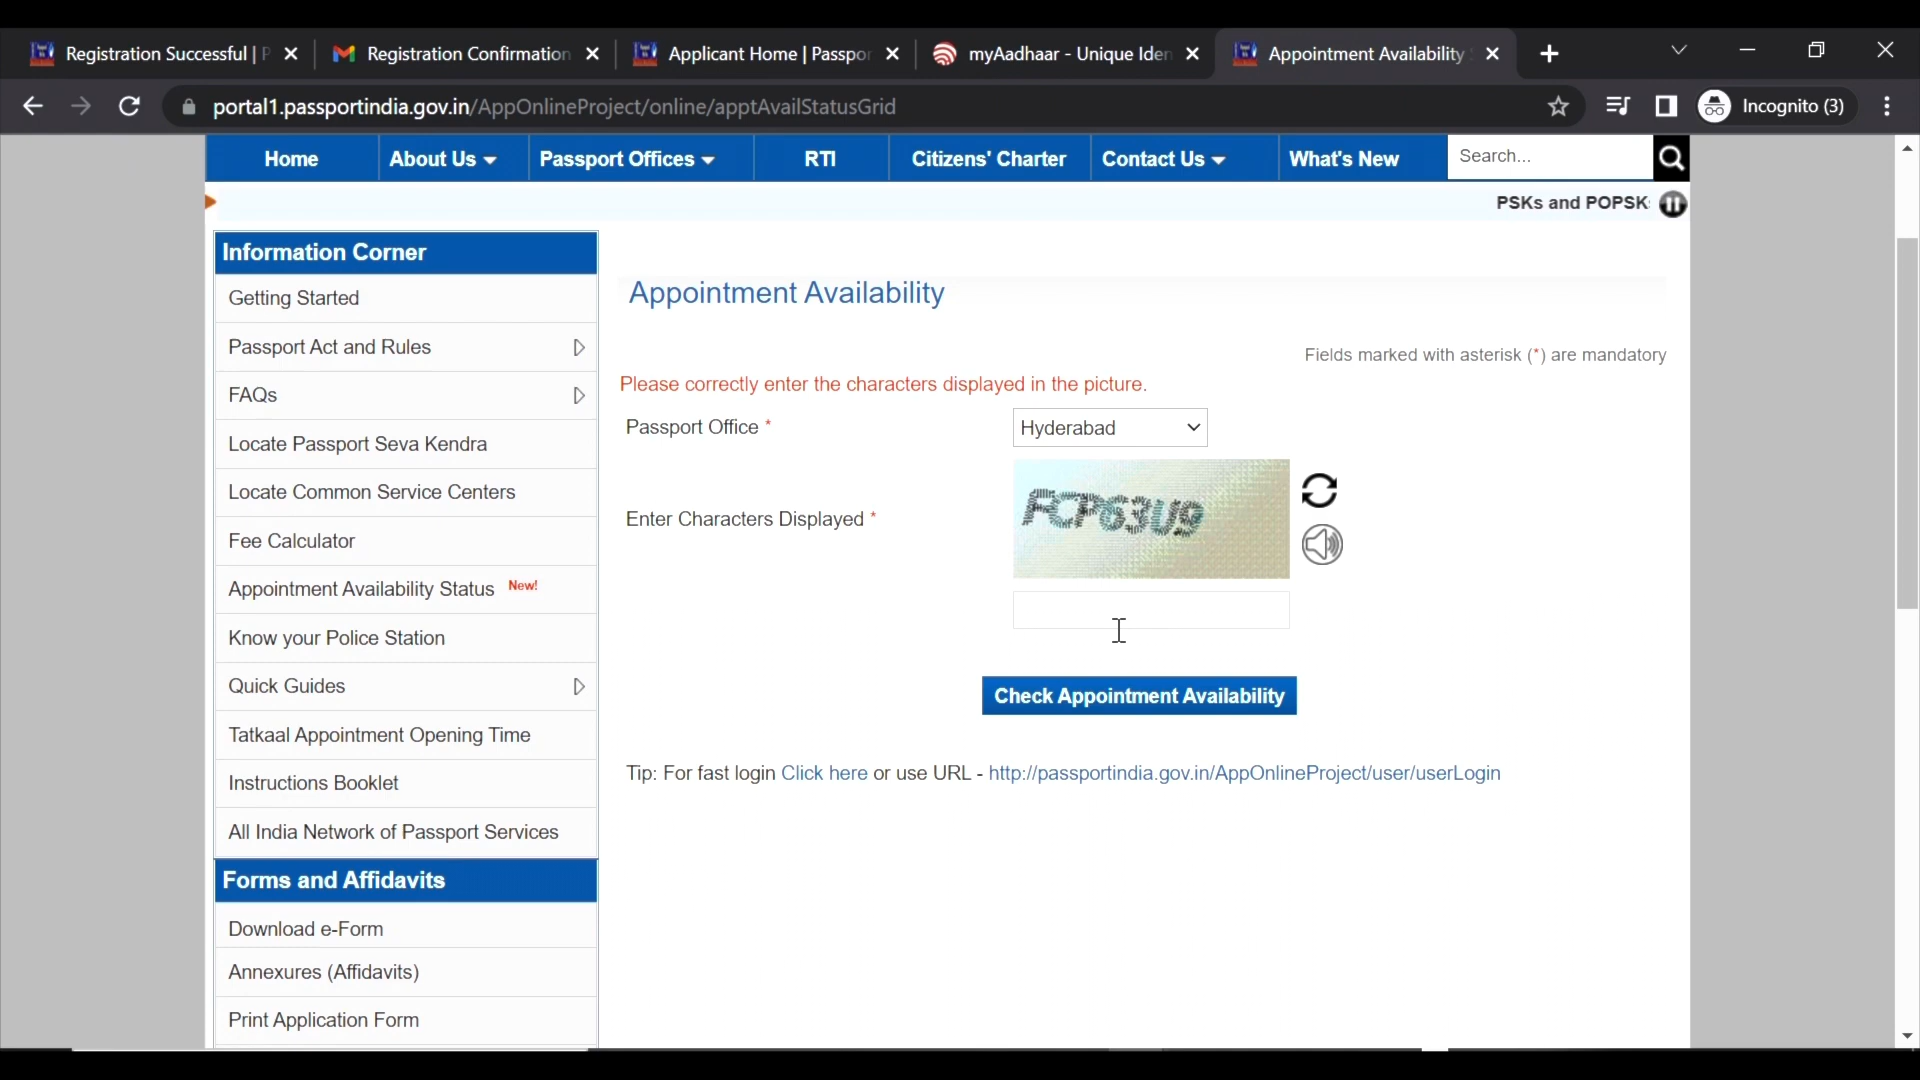 Registration Successful | P
Registration Confirmation
Applicant Home | Passpor
myAadhaar - Unique Iden
Appointment Availability
portal1.passportindia.gov.in/AppOnlineProject/online/apptAvailStatusGrid
Incognito (3)
Home
About Us
Passport Offices
RTI
Citizens' Charter
Contact Us
What's New
Search...
PSKs and POPSK
Information Corner
Getting Started
Passport Act and Rules
FAQs
Locate Passport Seva Kendra
Locate Common Service Centers
Fee Calculator
Appointment Availability Status New!
Know your Police Station
Quick Guides
Tatkaal Appointment Opening Time
Instructions Booklet
All India Network of Passport Services
Forms and Affidavits
Download e-Form
Annexures (Affidavits)
Print Application Form
Appointment Availability
Fields marked with asterisk (*) are mandatory
Please correctly enter the characters displayed in the picture.
Passport Office *
Hyderabad
Enter Characters Displayed *
FCP63U9
Check Appointment Availability
Tip: For fast login Click here or use URL - http://passportindia.gov.in/AppOnlineProject/user/userLogin